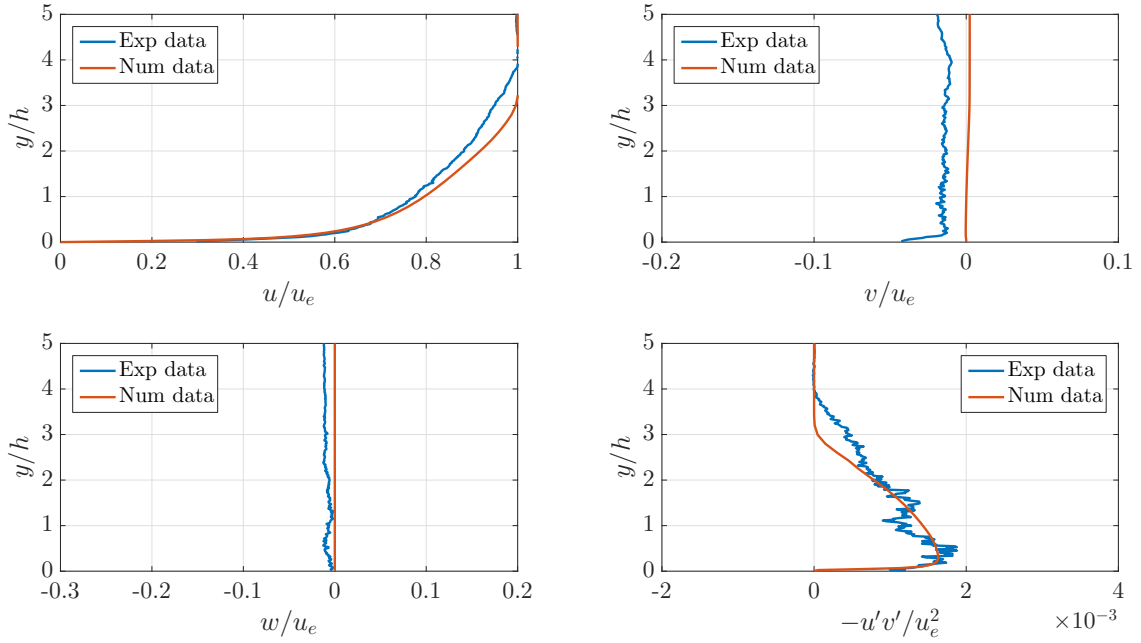 5
4
3
2
1
0
y/h
Exp data
Num data
0 0.2 0.4 0.6 0.8 1
u/u_e
5
4
3
2
1
0
y/h
Exp data
Num data
-0.2 -0.1 0 0.1
v/u_e
5
4
3
2
1
0
y/h
Exp data
Num data
-0.3 -0.2 -0.1 0 0.1 0.2
w/u_e
5
4
3
2
1
0
y/h
Exp data
Num data
-2 0 2 4
−u′v′/u_e^2 ×10^{-3}